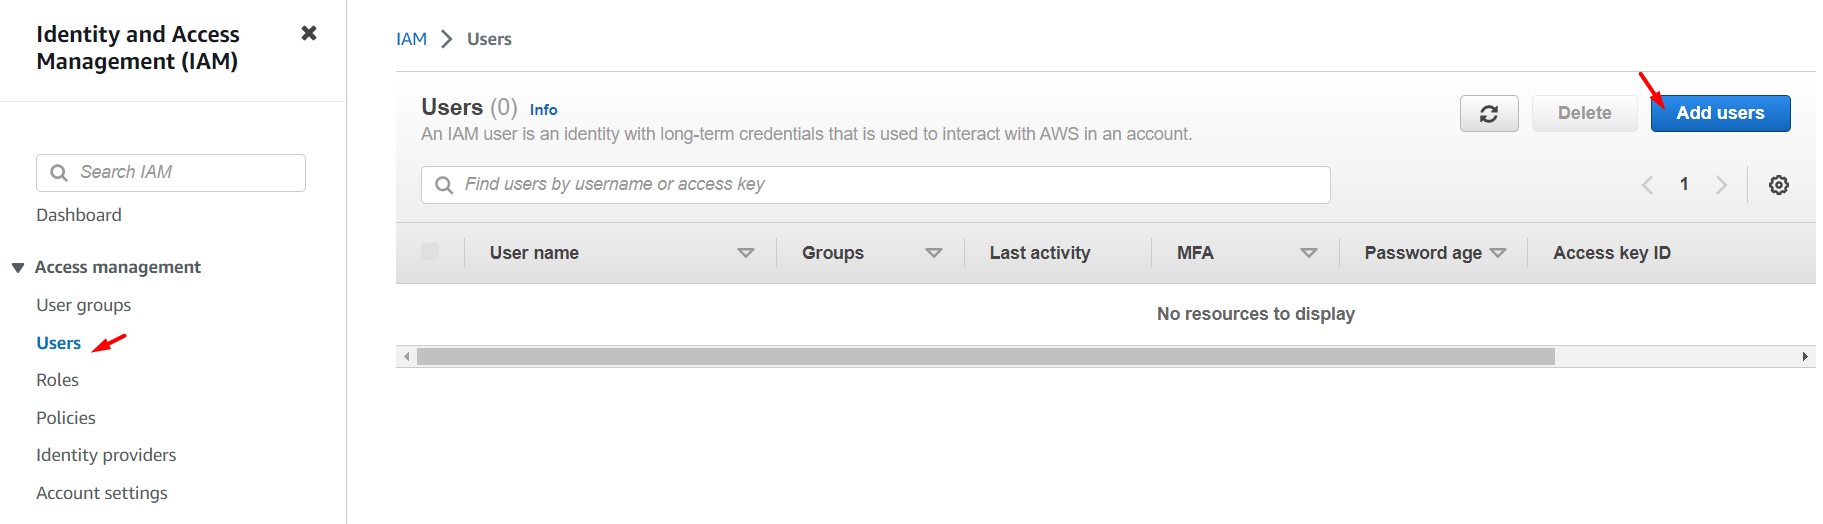 Identity and Access
Management (IAM)
Search IAM
Dashboard
Access management
User groups
Users
Roles
Policies
Identity providers
Account settings
IAM > Users
Users (0) Info
An IAM user is an identity with long-term credentials that is used to interact with AWS in an account.
Delete
Add users
Find users by username or access key
1
User name Groups Last activity MFA Password age Access key ID
No resources to display